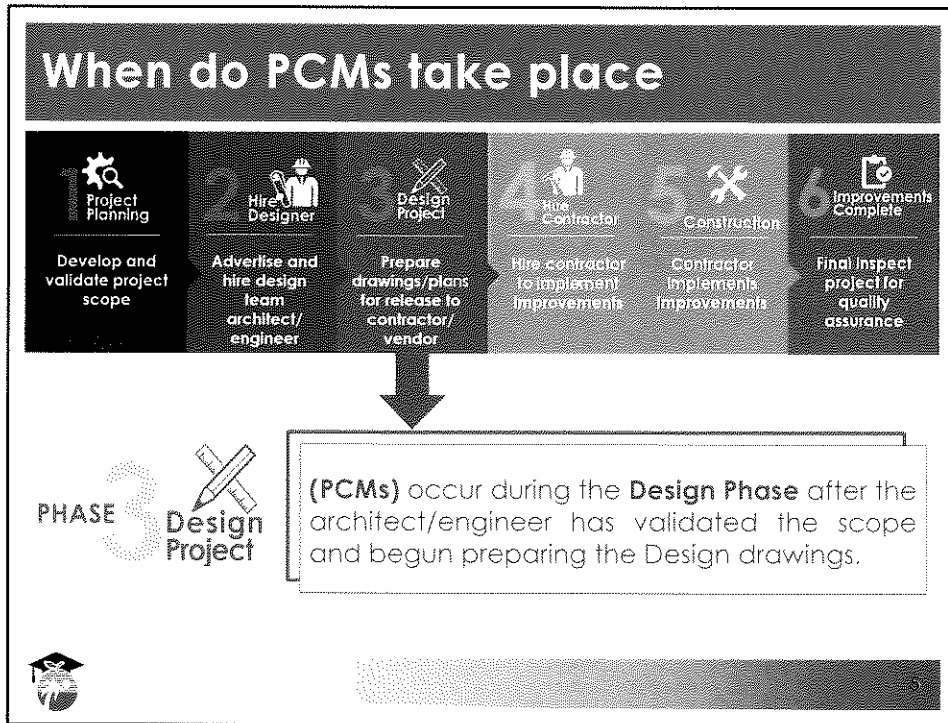 When do PCMs take place
1 Project
Planning
Develop and
validate project
scope
2 Hire
Designer
Advertise and
hire design
team
architect/
engineer
3 Design
Project
Prepare
drawings/plans
for release to
contractor/
vendor
4 Hire
Contractor
Hire contractor
to implement
Improvements
5 Construction
Contractor
Implements
Improvements
6 Improvements
Complete
Final inspect
project for
quality
assurance
PHASE 3 Design
Project
(PCMs) occur during the Design Phase after the
architect/engineer has validated the scope
and begun preparing the Design drawings.
5